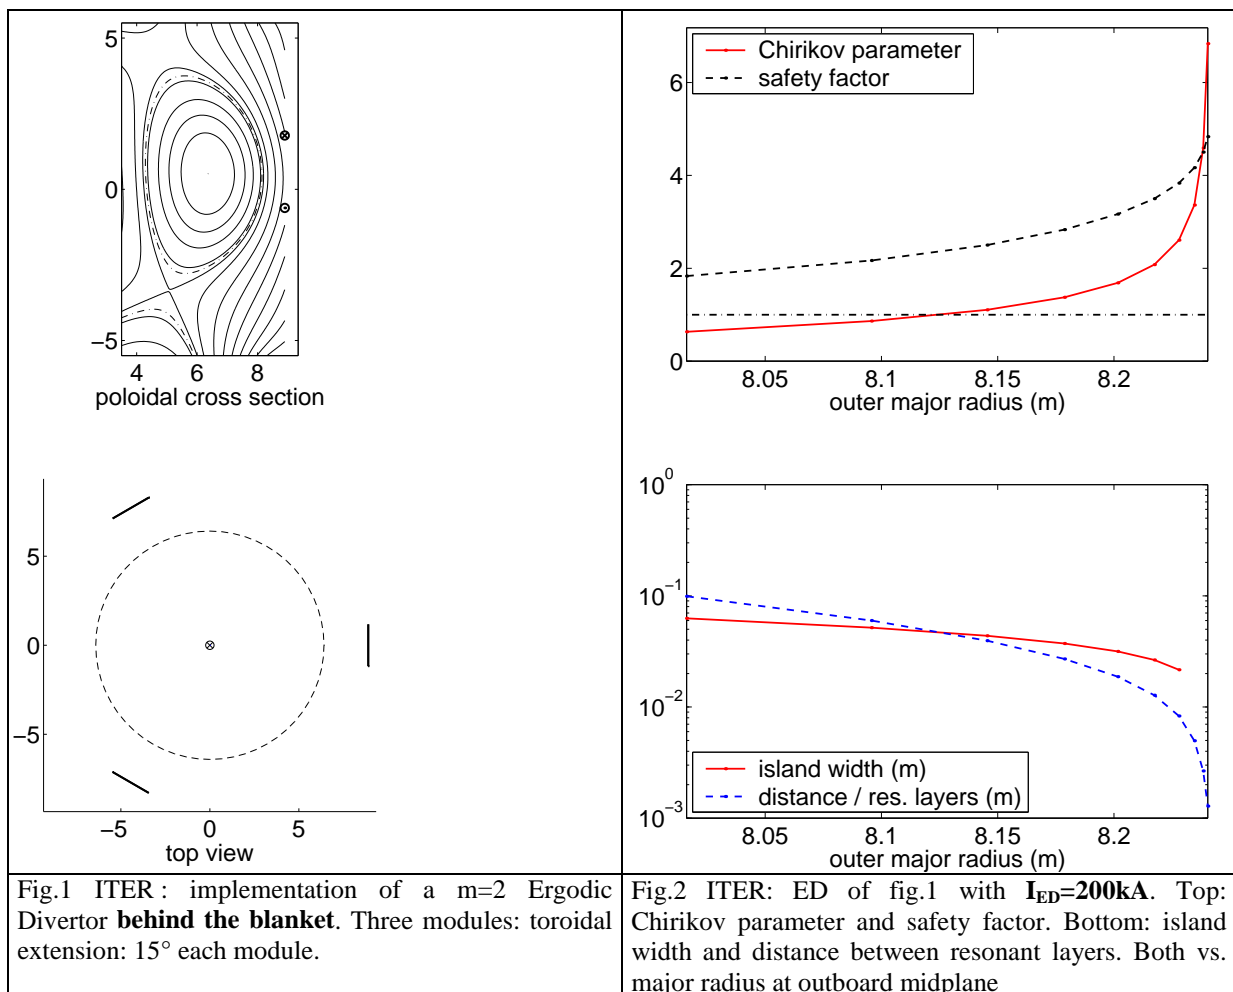 5
0
−5
4 6 8
poloidal cross section
5
0
−5
−5 0 5
top view
Fig.1 ITER : implementation of a m=2 Ergodic
Divertor behind the blanket. Three modules: toroidal
extension: 15° each module.
Chirikov parameter
safety factor
6
4
2
0
8.05 8.1 8.15 8.2
outer major radius (m)
10^0
10^−1
10^−2
10^−3
island width (m)
distance / res. layers (m)
8.05 8.1 8.15 8.2
outer major radius (m)
Fig.2 ITER: ED of fig.1 with I_ED=200kA. Top:
Chirikov parameter and safety factor. Bottom: island
width and distance between resonant layers. Both vs.
major radius at outboard midplane